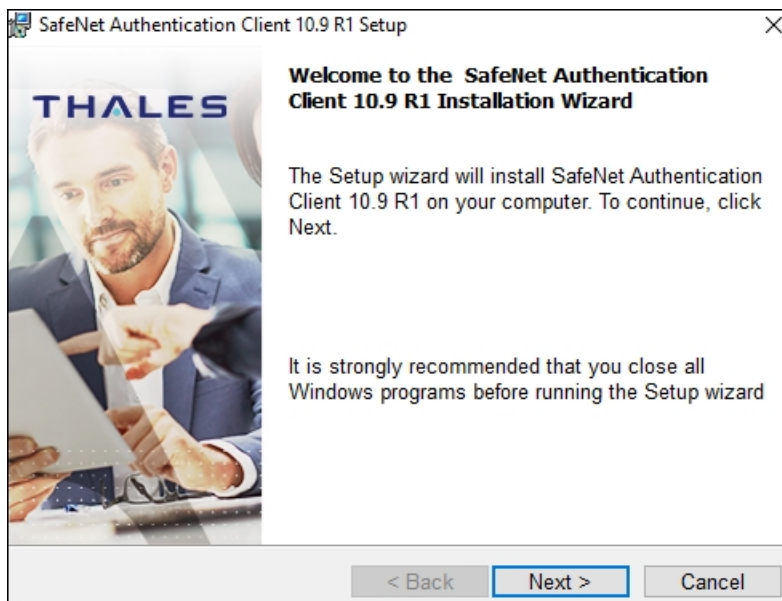 SafeNet Authentication Client 10.9 R1 Setup
THALES
Welcome to the SafeNet Authentication
Client 10.9 R1 Installation Wizard
The Setup wizard will install SafeNet Authentication
Client 10.9 R1 on your computer. To continue, click
Next.
It is strongly recommended that you close all
Windows programs before running the Setup wizard
< Back
Next >
Cancel